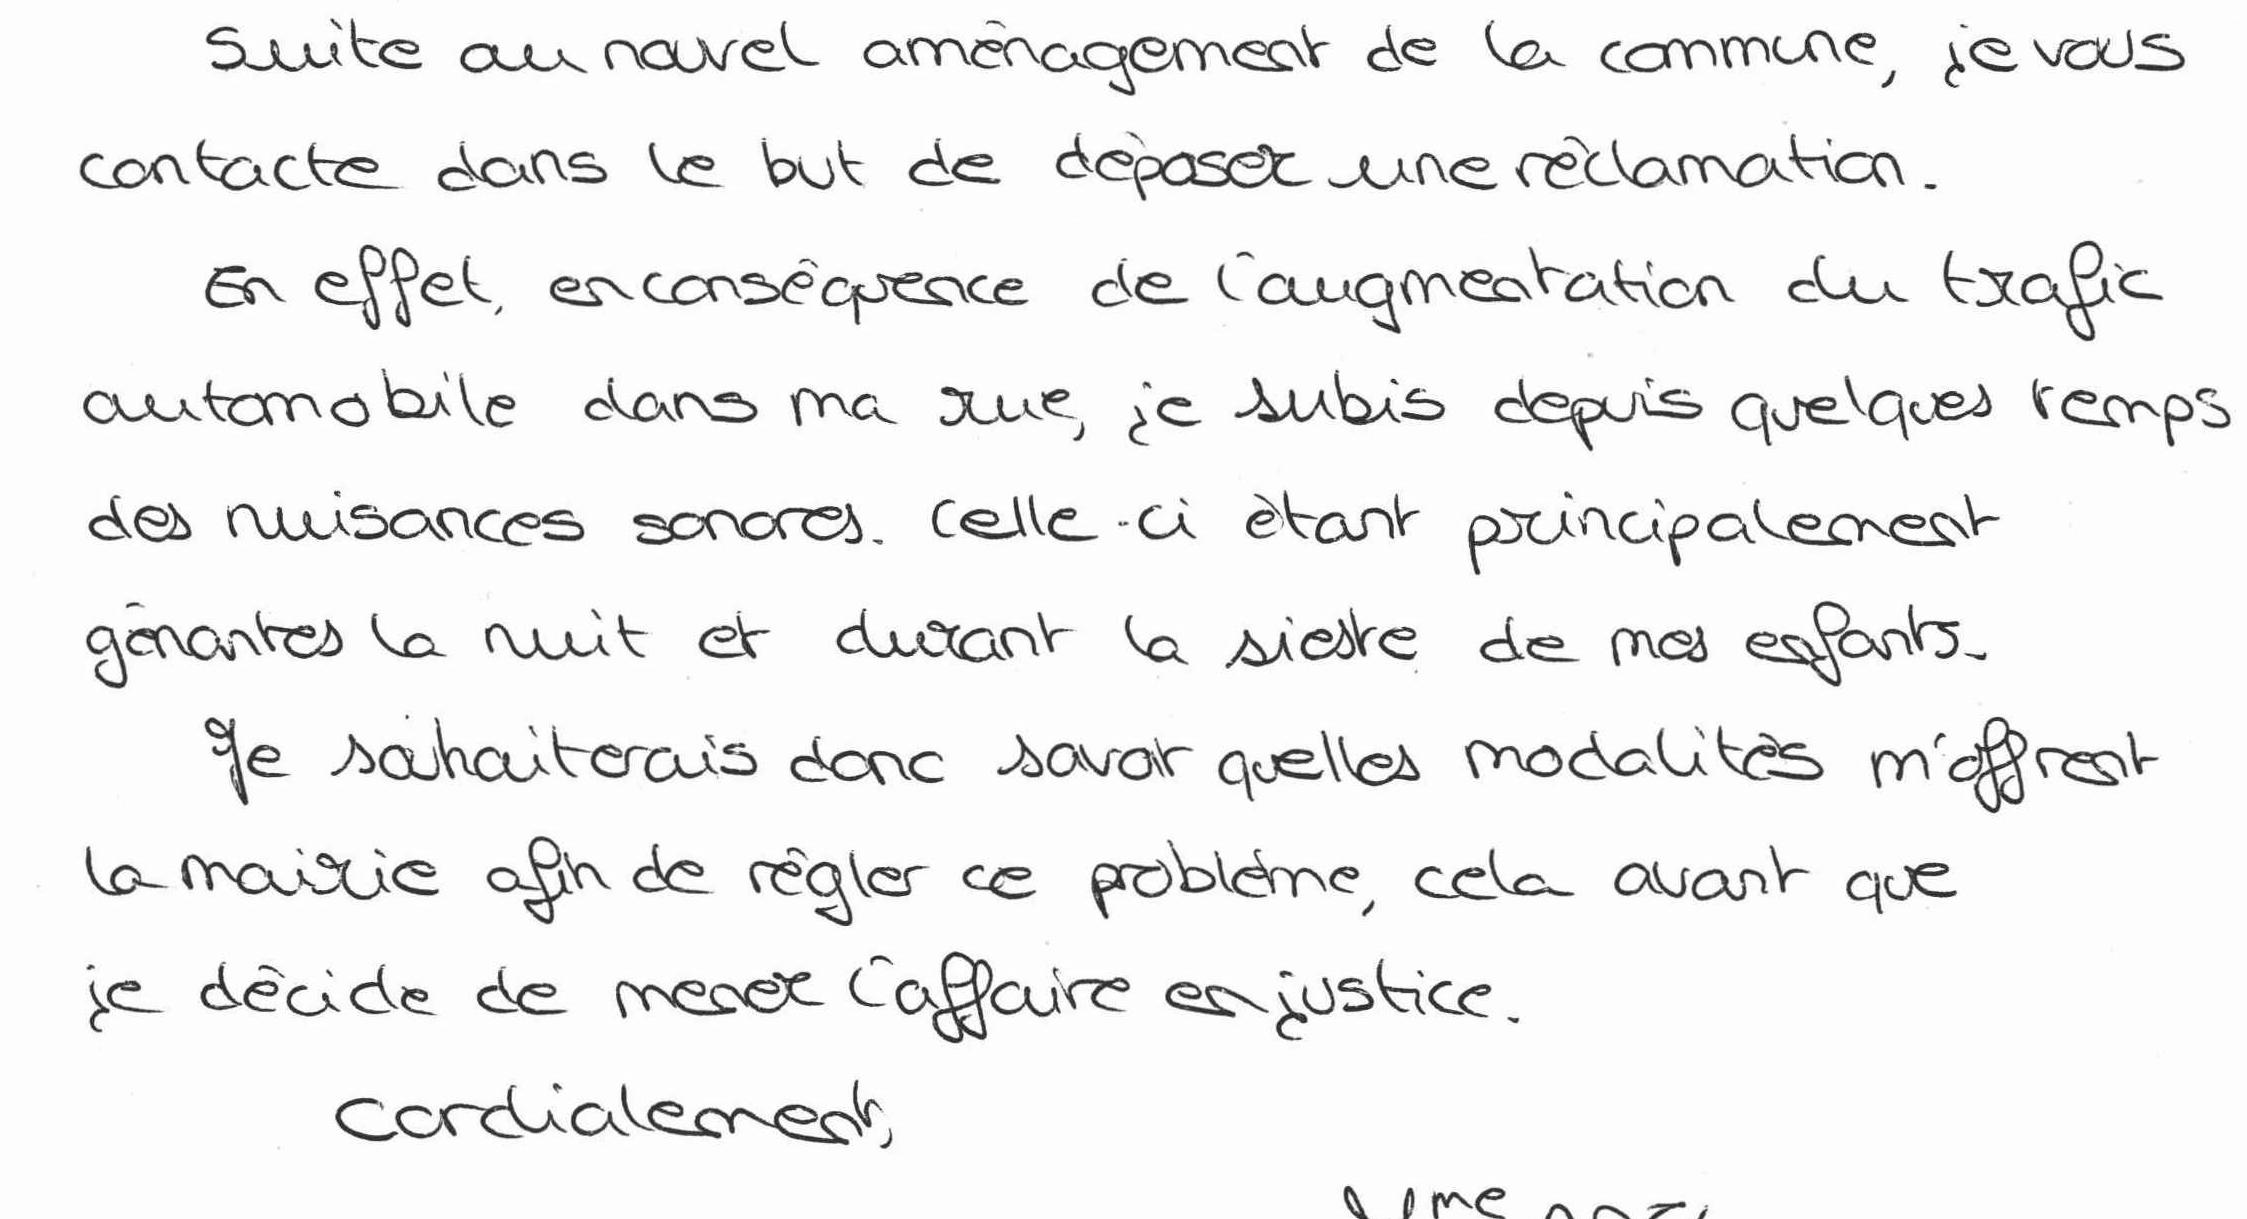 Suite au nouvel aménagement de la commune, je vous
contacte dans le but de déposer une réclamation.
En effet, en conséquence de l'augmentation du trafic
automobile dans ma rue, je subis depuis quelques temps
des nuisances sonores. Celle-ci étant principalement
gênantes la nuit et durant la sieste de mes enfants.
Je souhaiterais donc savoir quelles modalités m'offrent
la mairie afin de régler ce problème, cela avant que
je décide de mener l'affaire en justice.
Cordialement,
Mme